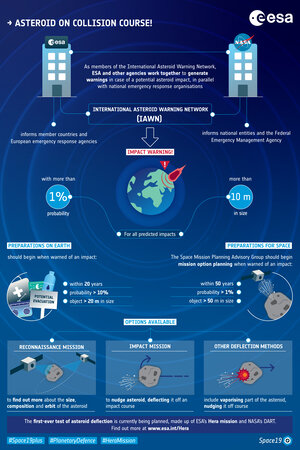 → ASTEROID ON COLLISION COURSE!
esa
esa
NASA
As members of the International Asteroid Warning Network,
ESA and other agencies work together to generate
warnings in case of a potential asteroid impact, in parallel
with national emergency response organisations
INTERNATIONAL ASTEROID WARNING NETWORK
(IAWN)
informs member countries and
European emergency response agencies
informs national entities and the Federal
Emergency Management Agency
IMPACT WARNING!
with more than
1%
probability
more than
10 m
in size
For all predicted impacts
PREPARATIONS ON EARTH
should begin when warned of an impact:
POTENTIAL
EVACUATION
within 20 years
probability > 10%
object > 20 m in size
PREPARATIONS FOR SPACE
The Space Mission Planning Advisory Group should begin
mission option planning when warned of an impact:
within 50 years
probability > 1%
object > 50 m in size
OPTIONS AVAILABLE
RECONNAISSANCE MISSION
to find out more about the size,
composition and orbit of the asteroid
IMPACT MISSION
to nudge asteroid, deflecting it off an
impact course
OTHER DEFLECTION METHODS
include vaporising part of the asteroid,
nudging it off course
The first-ever test of asteroid deflection is currently being planned, made up of ESA's Hera mission and NASA's DART.
Find out more at www.esa.int/Hera
#Space19plus #PlanetaryDefence #HeraMission
Space19+